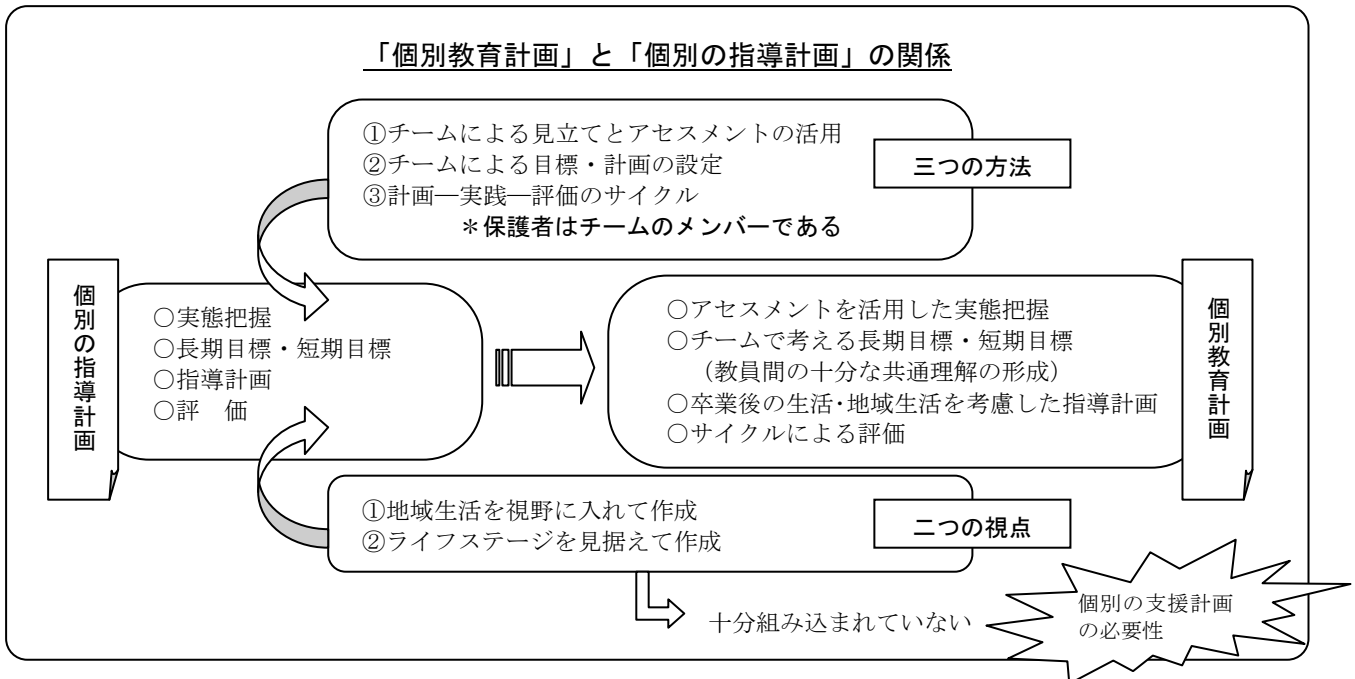 「個別教育計画」と「個別の指導計画」の関係
①チームによる見立てとアセスメントの活用
②チームによる目標・計画の設定
③計画―実践―評価のサイクル
＊保護者はチームのメンバーである
三つの方法
個別の指導計画
○実態把握
○長期目標・短期目標
○指導計画
○評　価
○アセスメントを活用した実態把握
○チームで考える長期目標・短期目標
（教員間の十分な共通理解の形成）
○卒業後の生活・地域生活を考慮した指導計画
○サイクルによる評価
個別教育計画
①地域生活を視野に入れて作成
②ライフステージを見据えて作成
二つの視点
十分組み込まれていない
個別の支援計画
の必要性